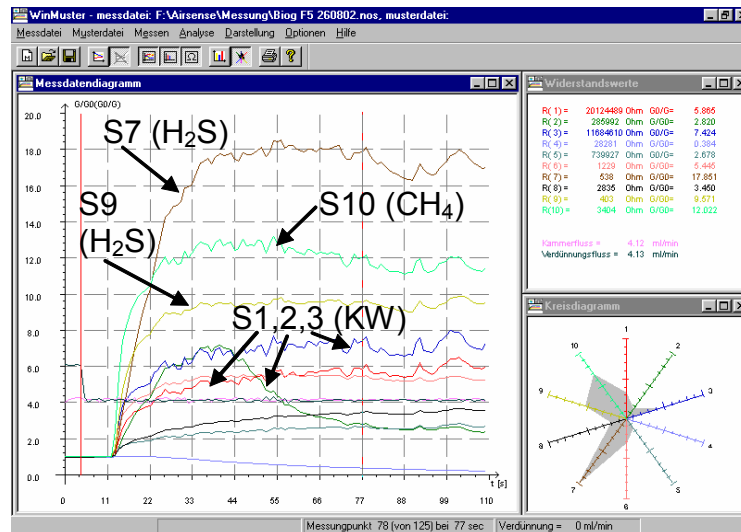 WinMuster - messdatei: F:\Airsense\Messung\Biog F5 260802.nos, musterdatei:
Messdatei Mysterdatei Messen Analyse Darstellung Optionen Hilfe
Messdatendiagramm
G/G0(G0/G)
20.0
18.0
16.0
14.0
12.0
10.0
8.0
6.0
4.0
2.0
0.0
S7 (H₂S)
S9
(H₂S)
S10 (CH₄)
S1,2,3 (KW)
t [s]
0 11 22 33 44 55 66 77 88 99 110
Widerstandswerte
R( 1) = 20124489 Ohm G0/G= 5.865
R( 2) = 285992 Ohm G/G0= 2.820
R( 3) = 11684610 Ohm G0/G= 7.424
R( 4) = 28281 Ohm G/G0= 0.384
R( 5) = 739927 Ohm G0/G= 2.678
R( 6) = 1229 Ohm G/G0= 5.446
R( 7) = 538 Ohm G/G0= 17.851
R( 8) = 2835 Ohm G/G0= 3.460
R( 9) = 403 Ohm G/G0= 9.571
R(10) = 3404 Ohm G/G0= 12.022
Kammerfluss = 4.12 ml/min
Verdünnungsfluss = 4.13 ml/min
Kreisdiagramm
1
2
3
4
5
6
7
8
9
10
Messungpunkt 78 (von 125) bei 77 sec Verdünnung = 0 ml/min